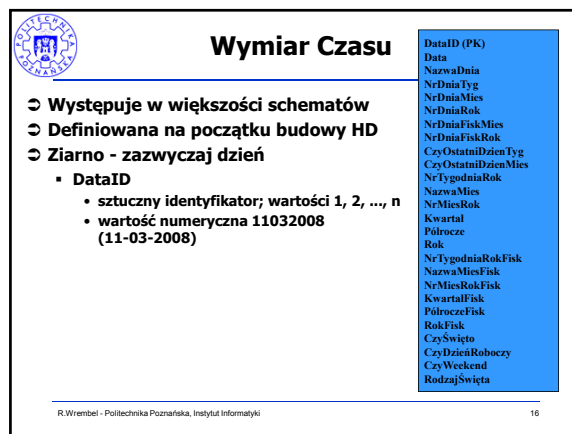 POLITECHNIKA POZNAŃSKA
Wymiar Czasu
➲ Występuje w większości schematów
➲ Definiowana na początku budowy HD
➲ Ziarno - zazwyczaj dzień
▪ DataID
• sztuczny identyfikator; wartości 1, 2, ..., n
• wartość numeryczna 11032008
(11-03-2008)
DataID (PK)
Data
NazwaDnia
NrDniaTyg
NrDniaMies
NrDniaRok
NrDniaFiskMies
NrDniaFiskRok
CzyOstatniDzienTyg
CzyOstatniDzienMies
NrTygodniaRok
NazwaMies
NrMiesRok
Kwartał
Półrocze
Rok
NrTygodniaRokFisk
NazwaMiesFisk
NrMiesRokFisk
KwartałFisk
PółroczeFisk
RokFisk
CzyŚwięto
CzyDzieńRoboczy
CzyWeekend
RodzajŚwięta
R.Wrembel - Politechnika Poznańska, Instytut Informatyki
16